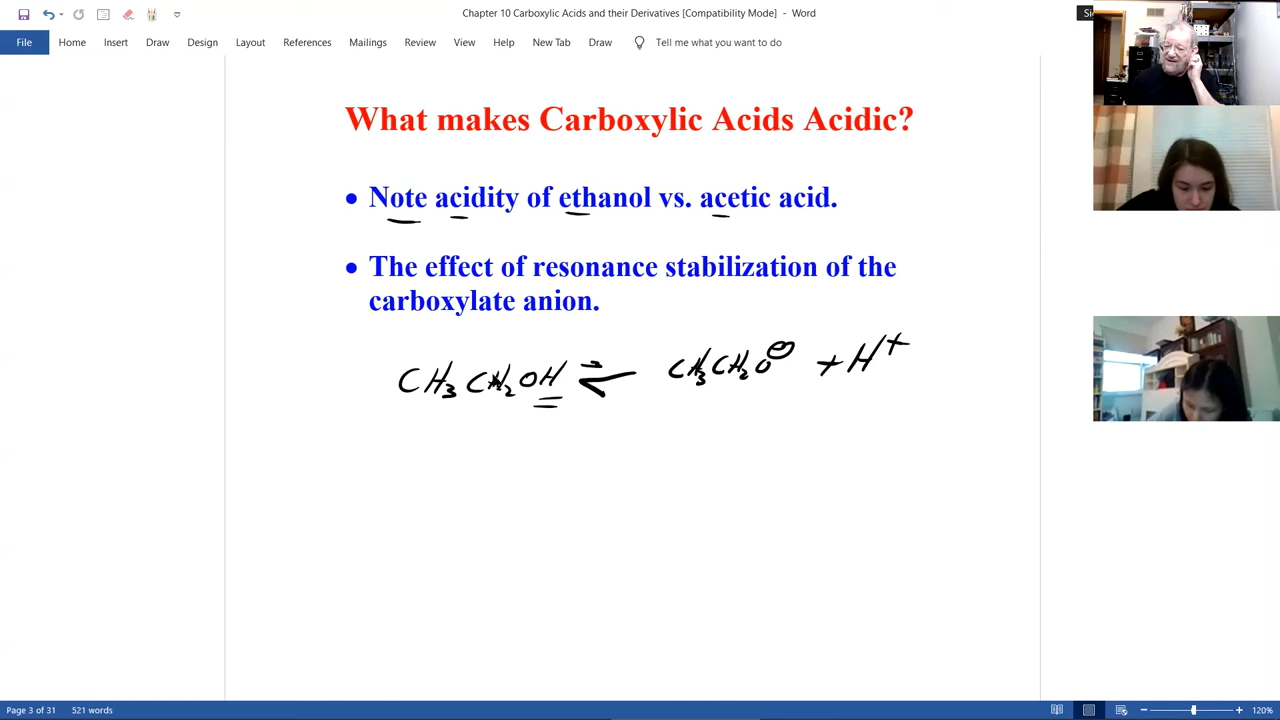 Chapter 10 Carboxylic Acids and their Derivatives [Compatibility Mode] - Word
File Home Insert Draw Design Layout References Mailings Review View Help New Tab Draw Tell me what you want to do
What makes Carboxylic Acids Acidic?
• Note acidity of ethanol vs. acetic acid.
• The effect of resonance stabilization of the
carboxylate anion.
CH₃CH₂OH ⇌ CH₃CH₂O⊖ + H⁺
Page 3 of 31 521 words 120%